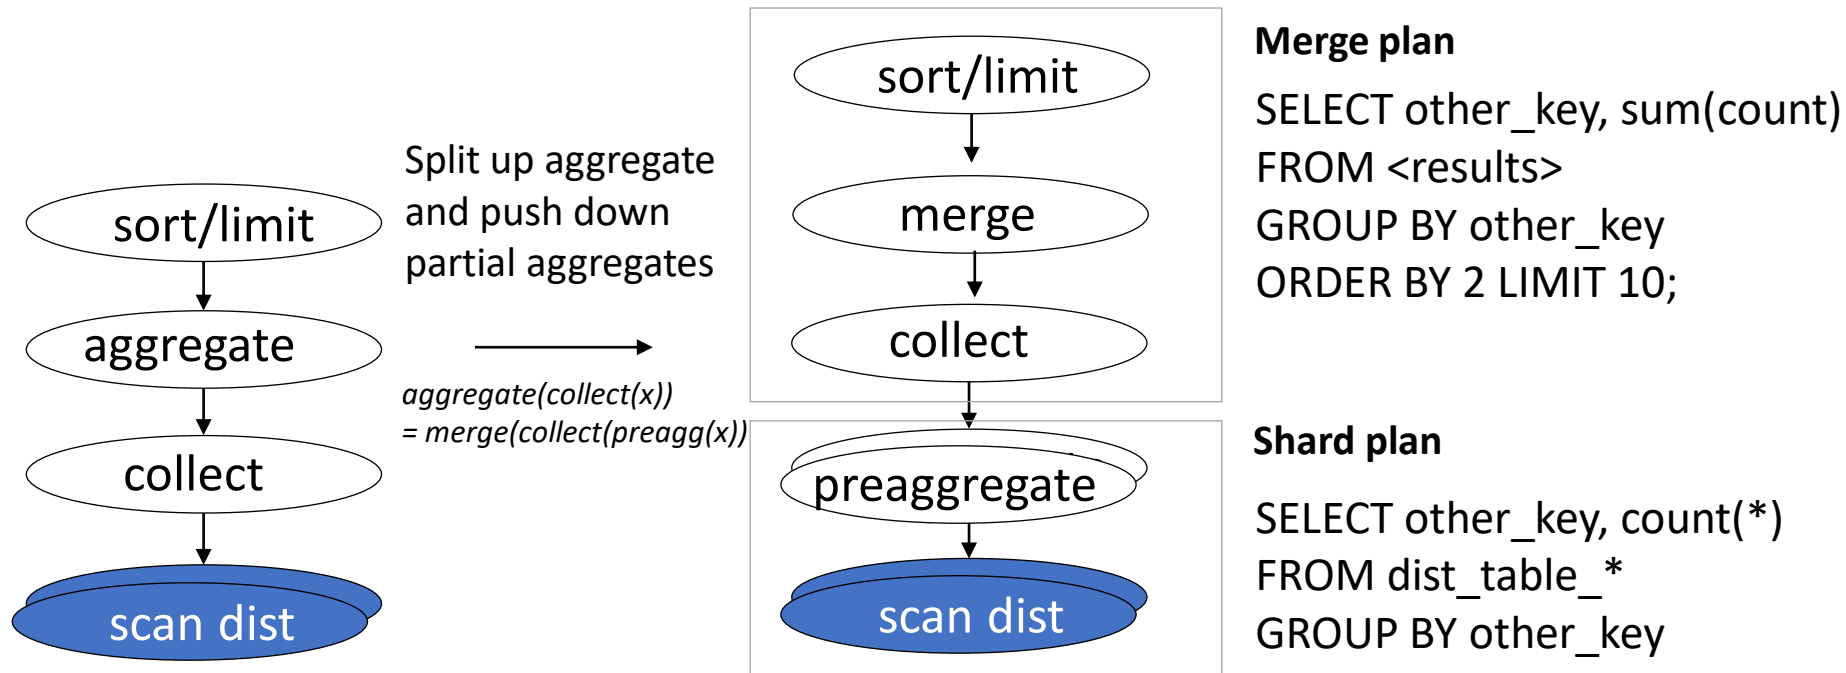 sort/limit
aggregate
collect
scan dist
Split up aggregate
and push down
partial aggregates
aggregate(collect(x))
= merge(collect(preagg(x))
sort/limit
merge
collect
preaggregate
scan dist
Merge plan
SELECT other_key, sum(count)
FROM <results>
GROUP BY other_key
ORDER BY 2 LIMIT 10;
Shard plan
SELECT other_key, count(*)
FROM dist_table_*
GROUP BY other_key